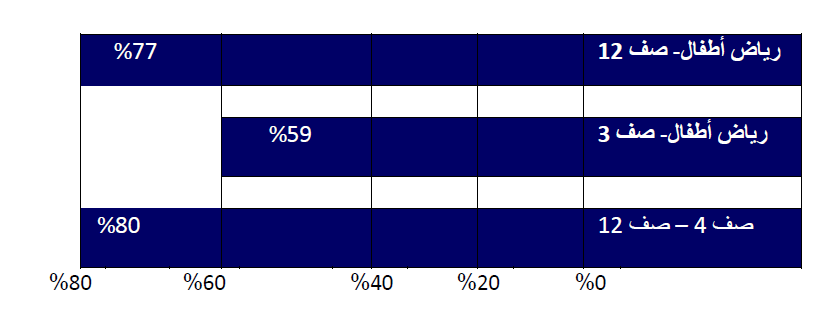 رياض أطفال- صف 12 %77
رياض أطفال- صف 3 %59
صف 4 – صف 12 %80
%0 %20 %40 %60 %80